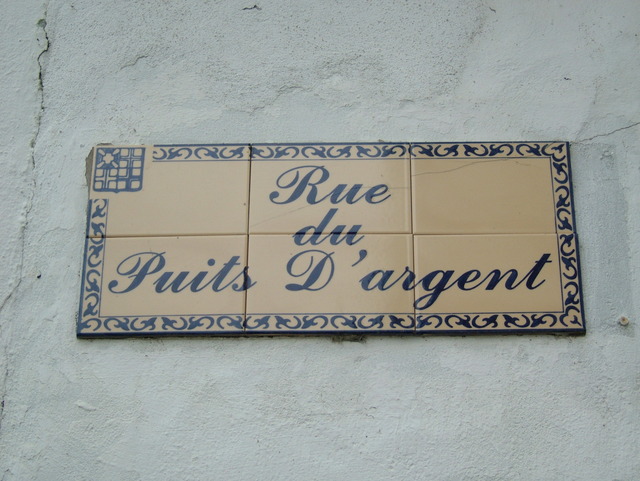 Rue
du
Puits D'argent